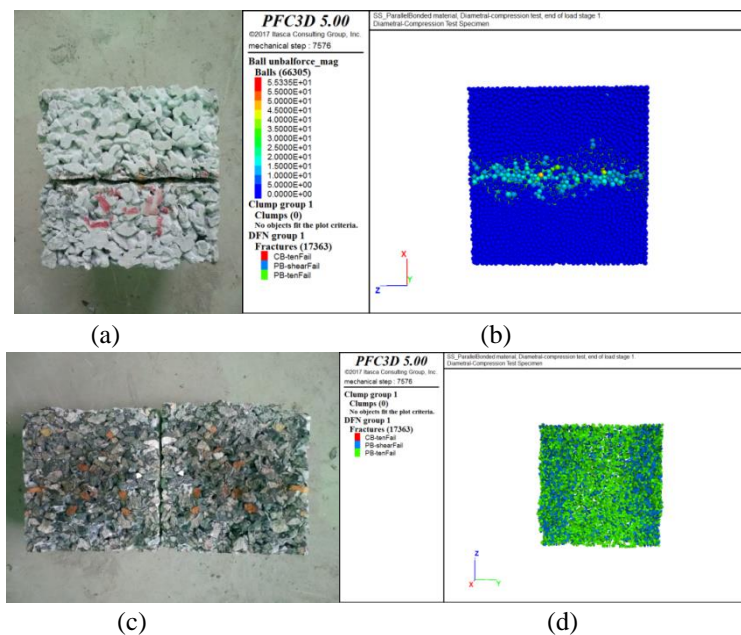 PFC3D 5.00
©2017 Itasca Consulting Group, Inc.
mechanical step : 7576
Ball unbalforce_mag
Balls (66305)
5.5335E+01
5.5000E+01
5.0000E+01
4.5000E+01
4.0000E+01
3.5000E+01
3.0000E+01
2.5000E+01
2.0000E+01
1.5000E+01
1.0000E+01
5.0000E+00
0.0000E+00
Clump group 1
Clumps (0)
No objects fit the plot criteria.
DFN group 1
Fractures (17363)
CB-tenFail
PB-shearFail
PB-tenFail
SS_ParallelBonded material, Diametral-compression test, end of load stage 1.
Diametral-Compression Test Specimen
X
Y
Z
(a)
(b)
PFC3D 5.00
©2017 Itasca Consulting Group, Inc.
mechanical step : 7576
Clump group 1
Clumps (0)
No objects fit the plot criteria.
DFN group 1
Fractures (17363)
CB-tenFail
PB-shearFail
PB-tenFail
SS_ParallelBonded material, Diametral-compression test, end of load stage 1.
Diametral-Compression Test Specimen
Z
X
Y
(c)
(d)